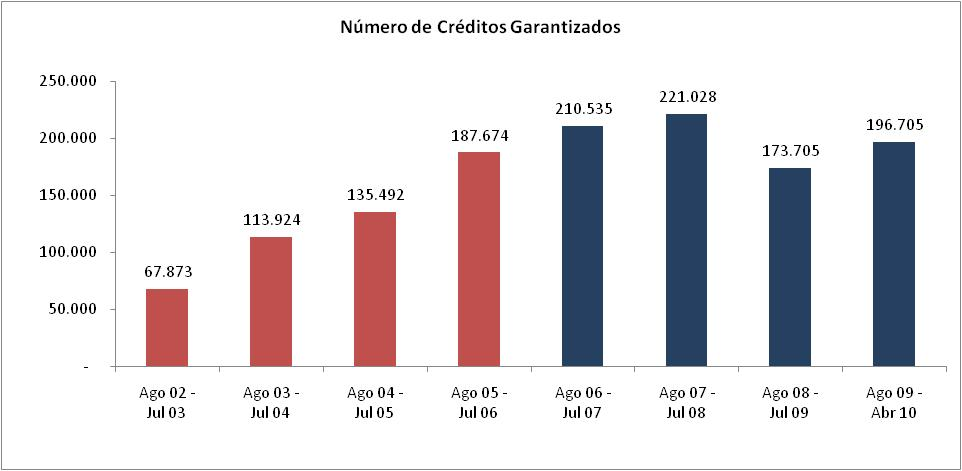 Número de Créditos Garantizados
250.000
200.000
150.000
100.000
50.000
-
67.873
113.924
135.492
187.674
210.535
221.028
173.705
196.705
Ago 02 -
Jul 03
Ago 03 -
Jul 04
Ago 04 -
Jul 05
Ago 05 -
Jul 06
Ago 06 -
Jul 07
Ago 07 -
Jul 08
Ago 08 -
Jul 09
Ago 09 -
Abr 10